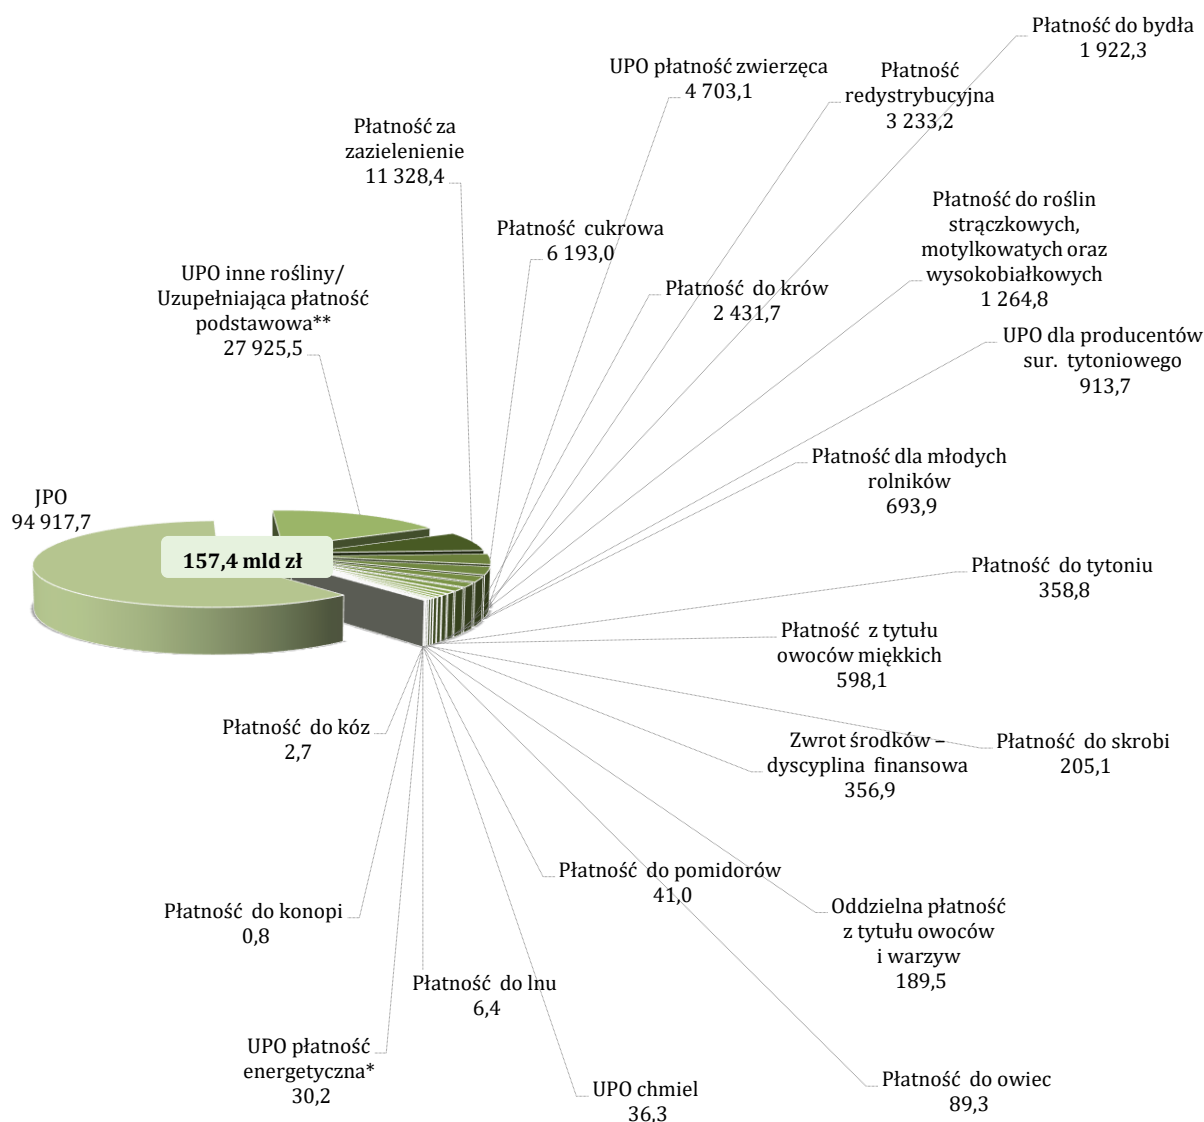 Płatność do bydła
1 922,3
UPO płatność zwierzęca
4 703,1
Płatność
redystrybucyjna
3 233,2
Płatność za
zazielenienie
11 328,4
Płatność do roślin
strączkowych,
motylkowatych oraz
wysokobiałkowych
1 264,8
Płatność cukrowa
6 193,0
UPO inne rośliny/
Uzupełniająca płatność
podstawowa**
27 925,5
Płatność do krów
2 431,7
UPO dla producentów
sur. tytoniowego
913,7
Płatność dla młodych
rolników
693,9
JPO
94 917,7
157,4 mld zł
Płatność do tytoniu
358,8
Płatność z tytułu
owoców miękkich
598,1
Płatność do kóz
2,7
Zwrot środków –
dyscyplina finansowa
356,9
Płatność do skrobi
205,1
Płatność do pomidorów
41,0
Płatność do konopi
0,8
Oddzielna płatność
z tytułu owoców
i warzyw
189,5
Płatność do lnu
6,4
UPO płatność
energetyczna*
30,2
UPO chmiel
36,3
Płatność do owiec
89,3